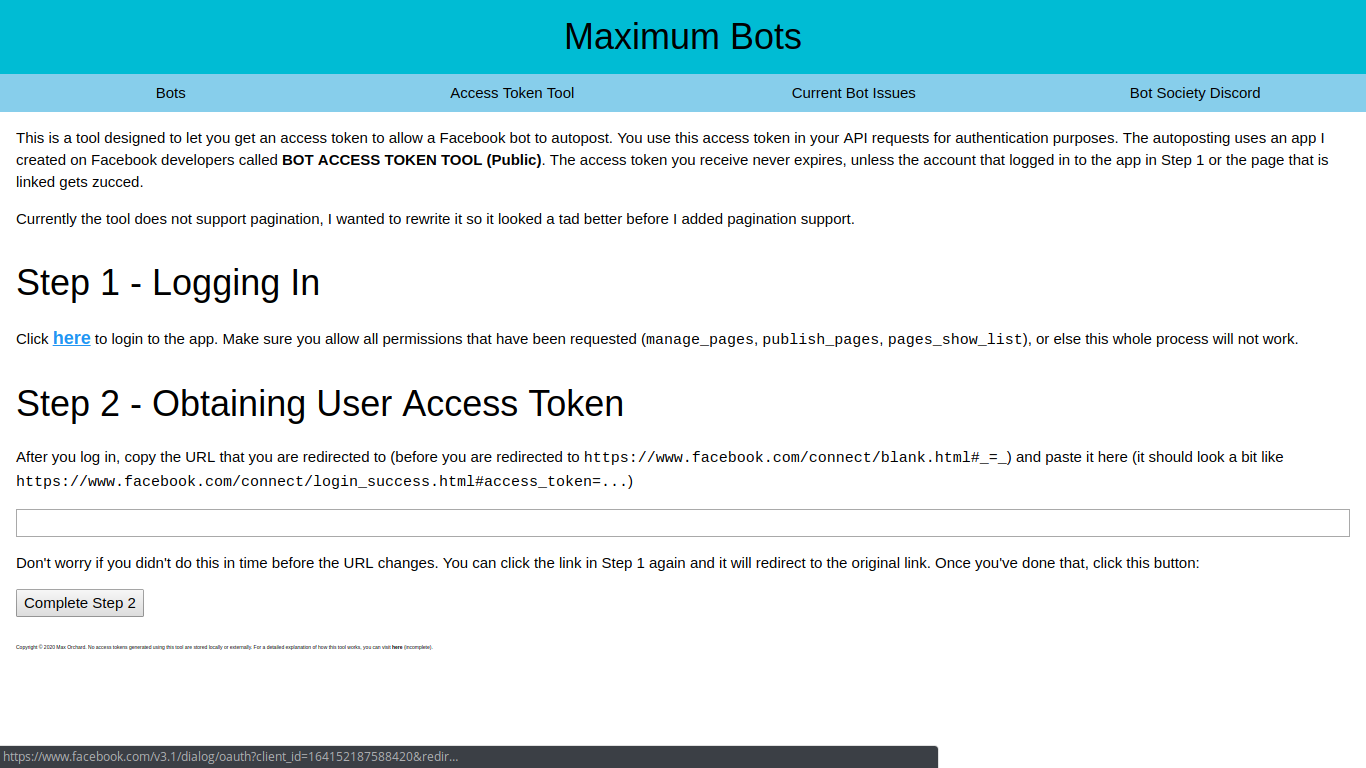 Maximum Bots
Bots Access Token Tool Current Bot Issues Bot Society Discord
This is a tool designed to let you get an access token to allow a Facebook bot to autopost. You use this access token in your API requests for authentication purposes. The autoposting uses an app I
created on Facebook developers called BOT ACCESS TOKEN TOOL (Public). The access token you receive never expires, unless the account that logged in to the app in Step 1 or the page that is
linked gets zucced.
Currently the tool does not support pagination, I wanted to rewrite it so it looked a tad better before I added pagination support.
Step 1 - Logging In
Click here to login to the app. Make sure you allow all permissions that have been requested (manage_pages, publish_pages, pages_show_list), or else this whole process will not work.
Step 2 - Obtaining User Access Token
After you log in, copy the URL that you are redirected to (before you are redirected to https://www.facebook.com/connect/blank.html#_=_) and paste it here (it should look a bit like
https://www.facebook.com/connect/login_success.html#access_token=...)
Don't worry if you didn't do this in time before the URL changes. You can click the link in Step 1 again and it will redirect to the original link. Once you've done that, click this button:
Complete Step 2
Copyright © 2020 Max Orchard. No access tokens generated using this tool are stored locally or externally. For a detailed explanation of how this tool works, you can visit here (incomplete).
https://www.facebook.com/v3.1/dialog/oauth?client_id=1641521875884​20&redir...